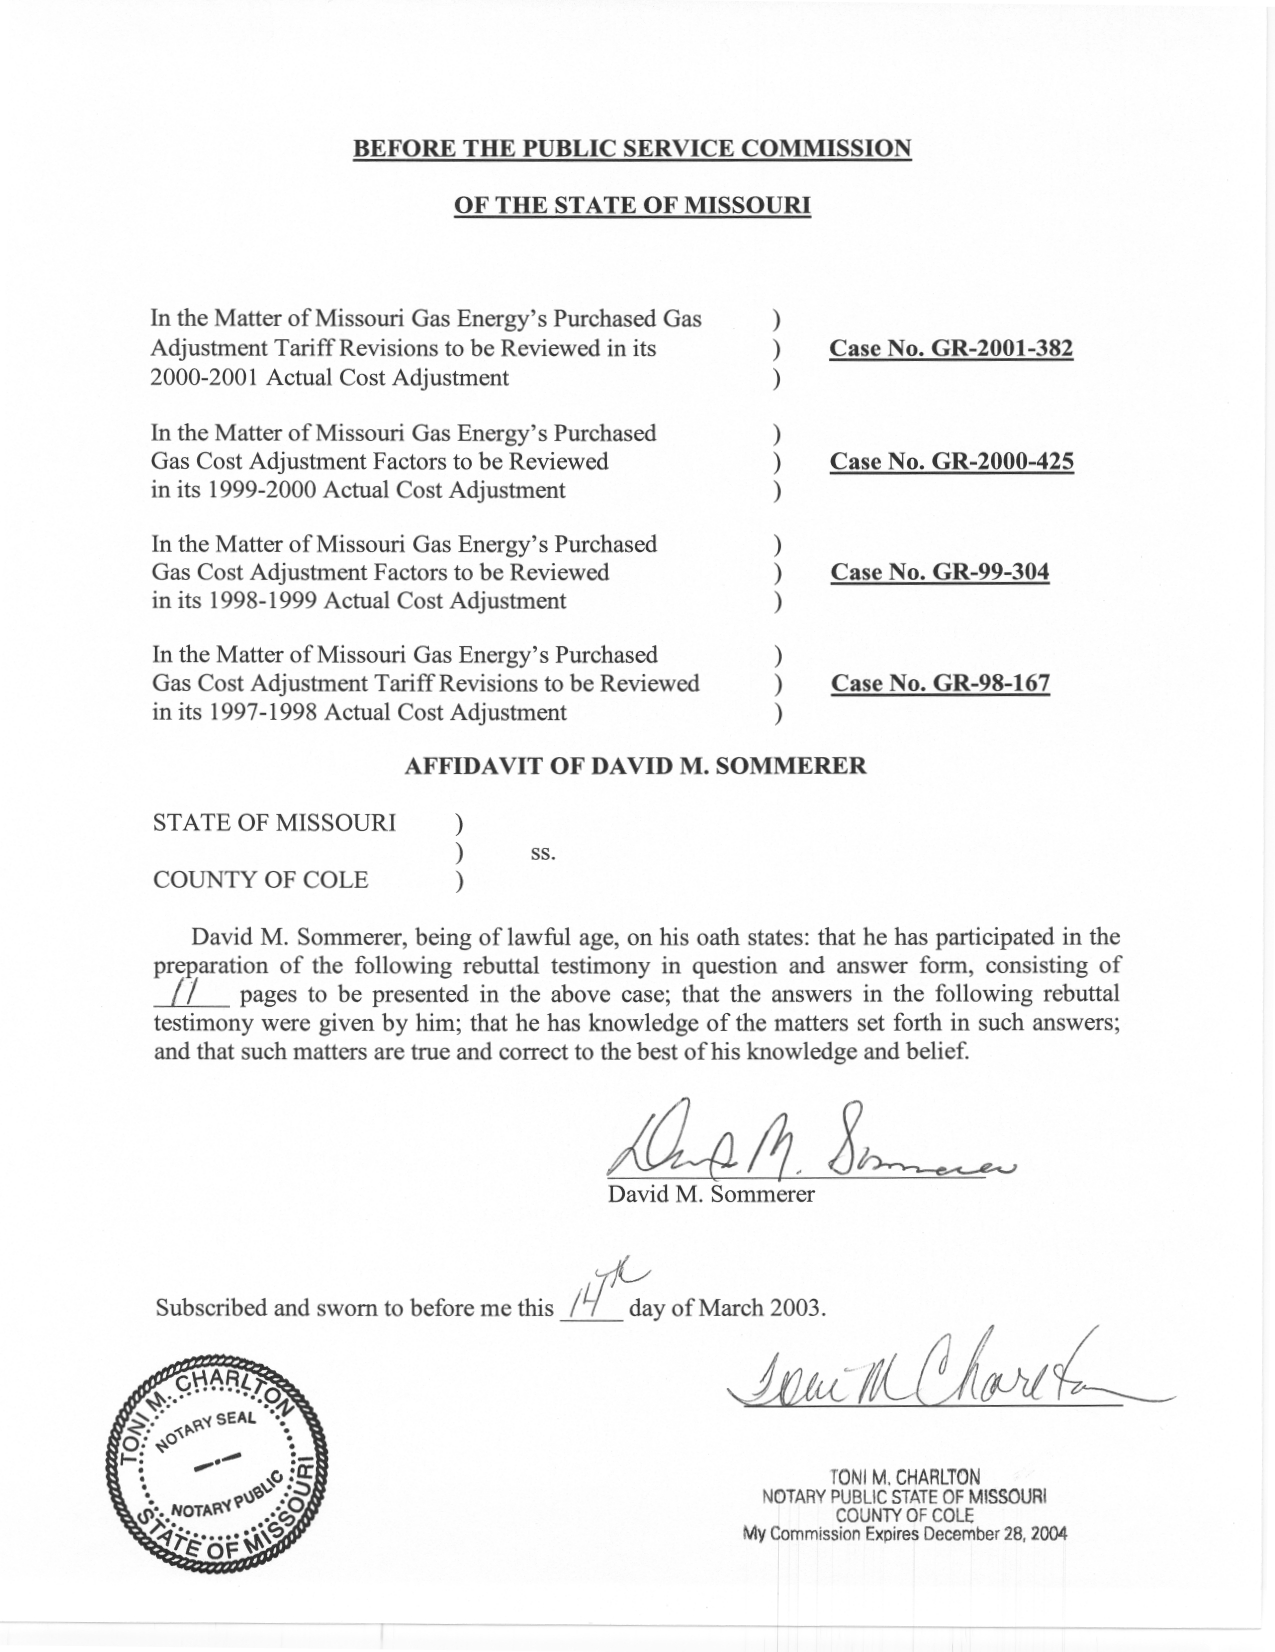 BEFORE THE PUBLIC SERVICE COMMISSION
OF THE STATE OF MISSOURI
In the Matter of Missouri Gas Energy’s Purchased Gas )
Adjustment Tariff Revisions to be Reviewed in its ) Case No. GR-2001-382
2000-2001 Actual Cost Adjustment )
In the Matter of Missouri Gas Energy’s Purchased )
Gas Cost Adjustment Factors to be Reviewed ) Case No. GR-2000-425
in its 1999-2000 Actual Cost Adjustment )
In the Matter of Missouri Gas Energy’s Purchased )
Gas Cost Adjustment Factors to be Reviewed ) Case No. GR-99-304
in its 1998-1999 Actual Cost Adjustment )
In the Matter of Missouri Gas Energy’s Purchased )
Gas Cost Adjustment Tariff Revisions to be Reviewed ) Case No. GR-98-167
in its 1997-1998 Actual Cost Adjustment )
AFFIDAVIT OF DAVID M. SOMMERER
STATE OF MISSOURI )
) ss.
COUNTY OF COLE )
David M. Sommerer, being of lawful age, on his oath states: that he has participated in the
preparation of the following rebuttal testimony in question and answer form, consisting of
11 pages to be presented in the above case; that the answers in the following rebuttal
testimony were given by him; that he has knowledge of the matters set forth in such answers;
and that such matters are true and correct to the best of his knowledge and belief.
David M. Sommerer
David M. Sommerer
Subscribed and sworn to before me this 14th day of March 2003.
Toni M Charlton
TONI M. CHARLTON
NOTARY SEAL
NOTARY PUBLIC
STATE OF MISSOURI
TONI M. CHARLTON
NOTARY PUBLIC STATE OF MISSOURI
COUNTY OF COLE
My Commission Expires December 28, 2004